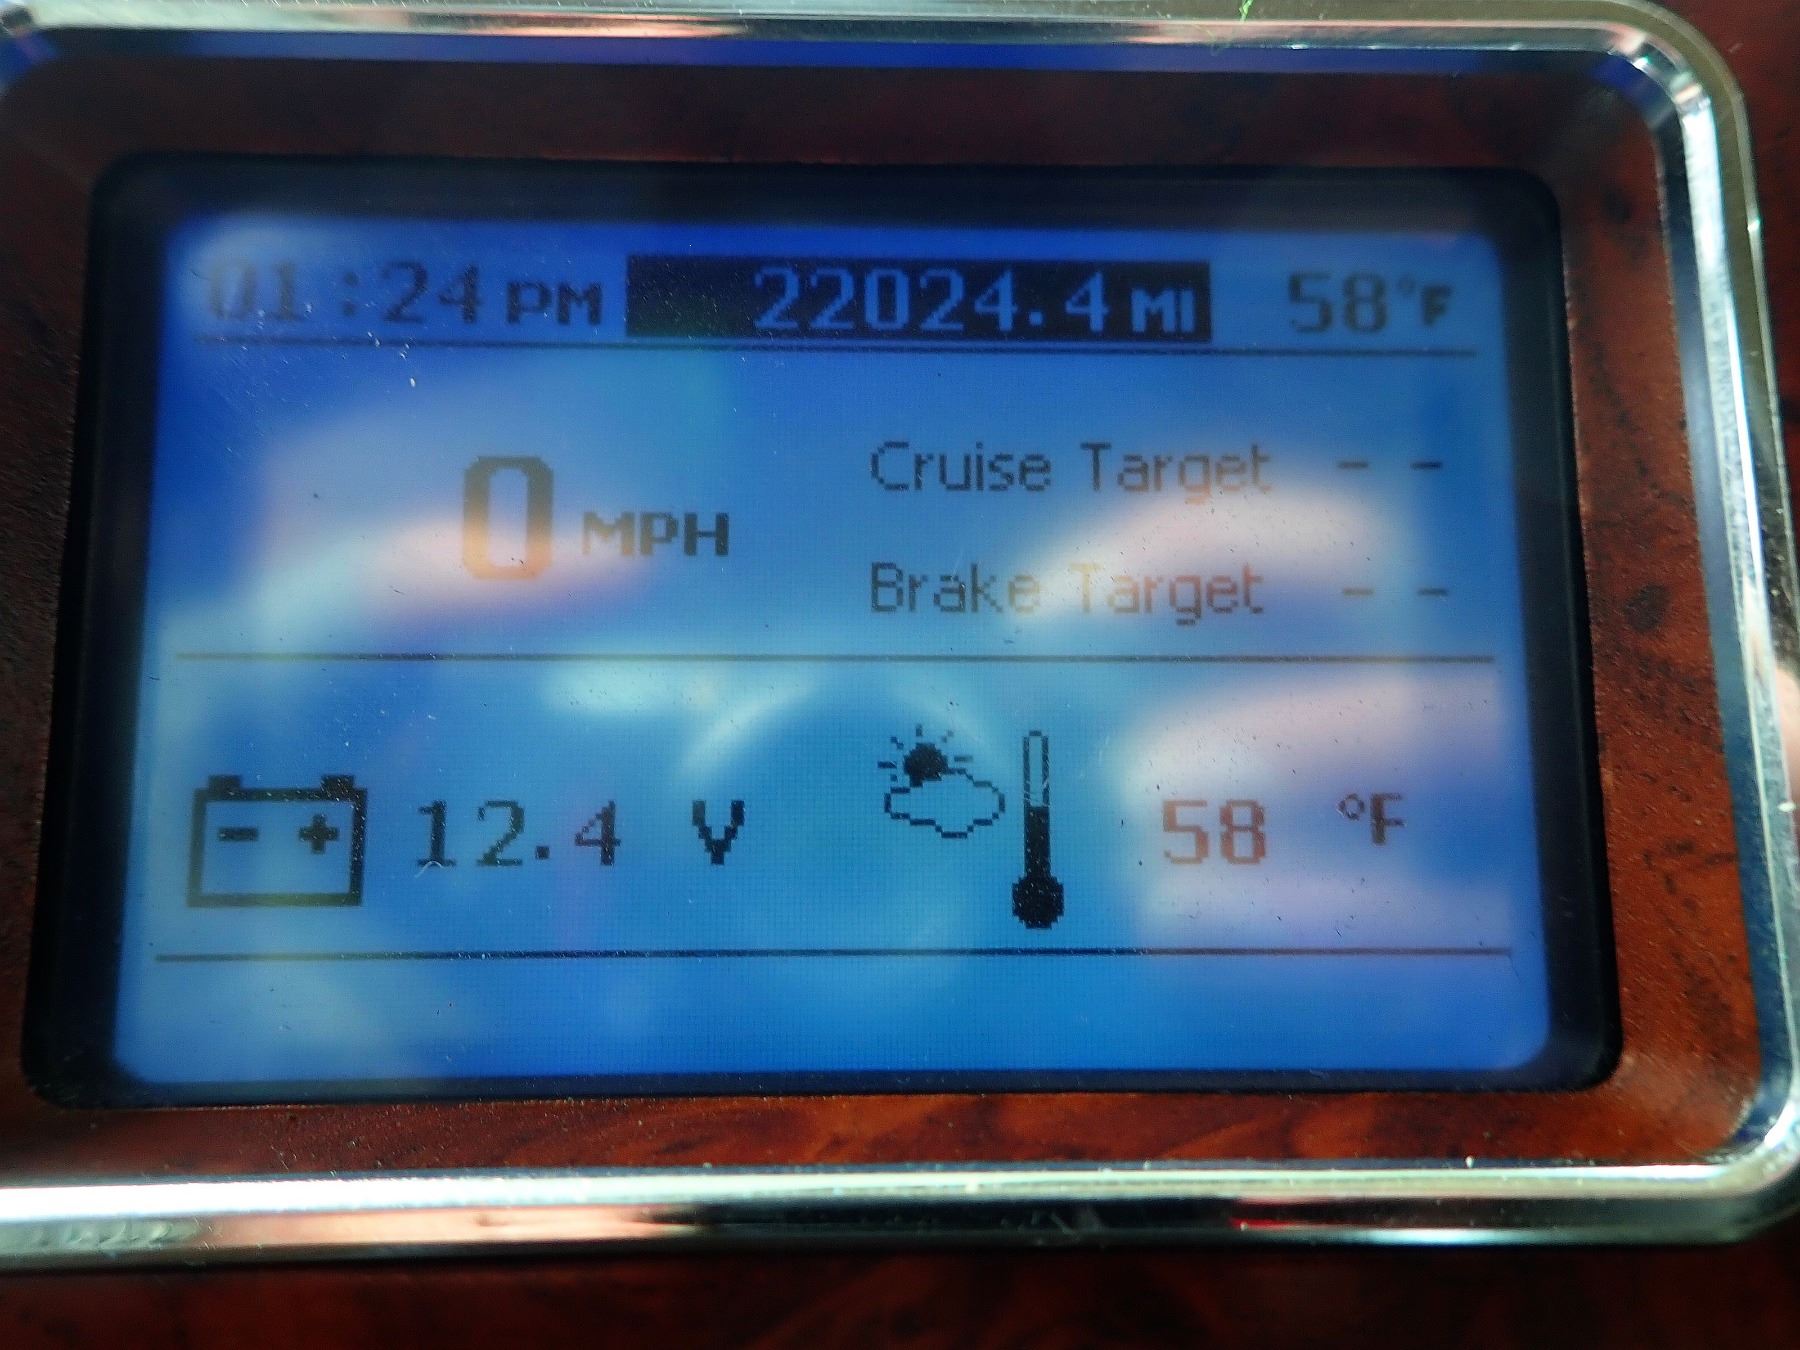 01:24 PM 22024.4 MI 58°F
0 MPH
Cruise Target - -
Brake Target - -
- + 12.4 V 58 °F